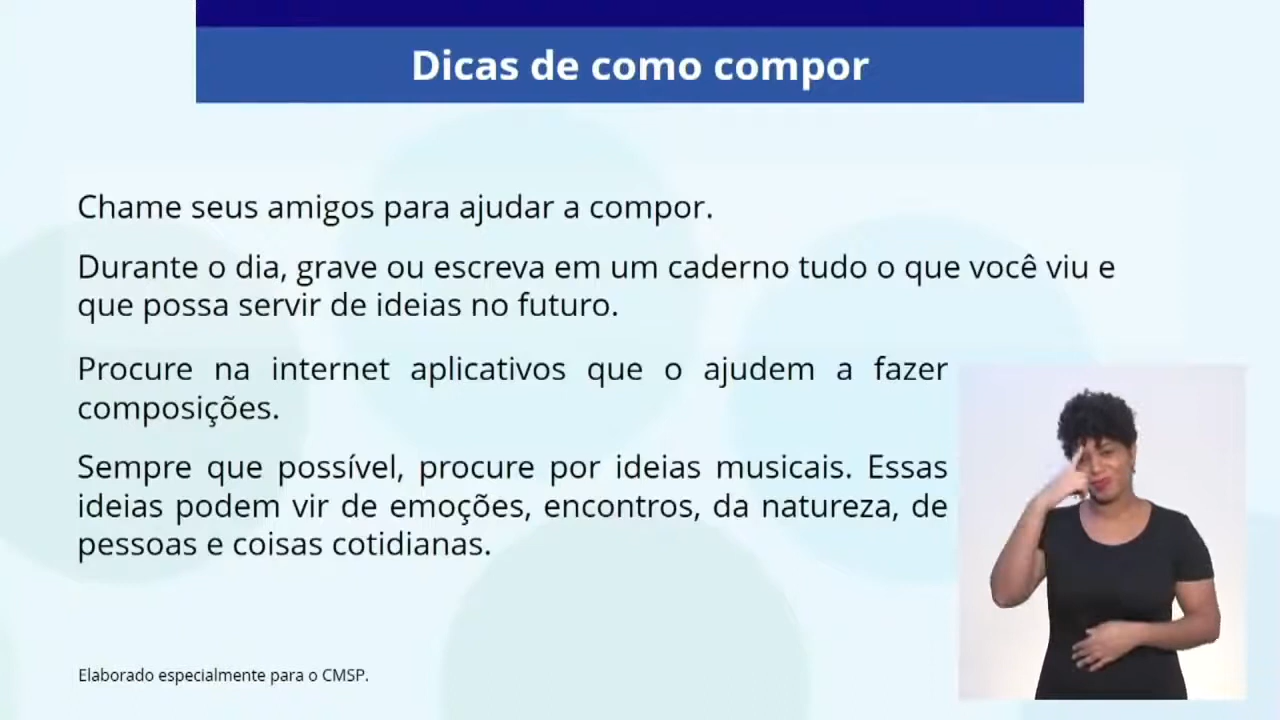 Dicas de como compor
Chame seus amigos para ajudar a compor.
Durante o dia, grave ou escreva em um caderno tudo o que você viu e
que possa servir de ideias no futuro.
Procure na internet aplicativos que o ajudem a fazer
composições.
Sempre que possível, procure por ideias musicais. Essas
ideias podem vir de emoções, encontros, da natureza, de
pessoas e coisas cotidianas.
Elaborado especialmente para o CMSP.